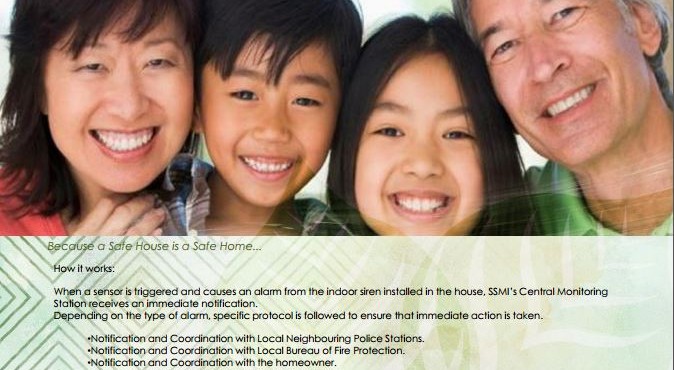 Because a Safe House is a Safe Home...
How it works:
When a sensor is triggered and causes an alarm from the indoor siren installed in the house, SSMI's Central Monitoring
Station receives an immediate notification.
Depending on the type of alarm, specific protocol is followed to ensure that immediate action is taken.
•Notification and Coordination with Local Neighbouring Police Stations.
•Notification and Coordination with Local Bureau of Fire Protection.
•Notification and Coordination with the homeowner.